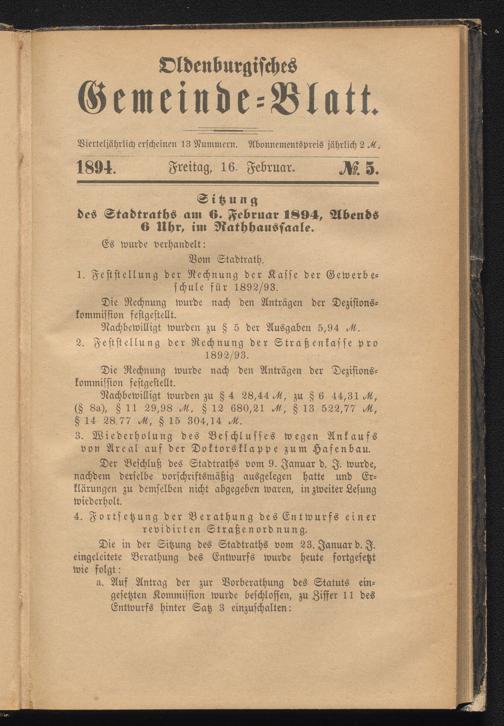 Oldenburgisches
Gemeinde-Blatt.
Vierteljährlich erscheinen 13 Nummern. Abonnementspreis jährlich 2 ℳ.
1894. Freitag, 16. Februar. № 5.
Sitzung
des Stadtraths am 6. Februar 1894, Abends
6 Uhr, im Rathhaussaale.
Es wurde verhandelt:
Vom Stadtrath.
1. Feststellung der Rechnung der Kasse der Gewerbe-
schule für 1892/93.
Die Rechnung wurde nach den Anträgen der Dezisions-
kommission festgestellt.
Nachbewilligt wurden zu § 5 der Ausgaben 5,94 ℳ.
2. Feststellung der Rechnung der Straßenkasse pro
1892/93.
Die Rechnung wurde nach den Anträgen der Dezisions-
kommission festgestellt.
Nachbewilligt wurden zu § 4 28,44 ℳ, zu § 6 44,31 ℳ,
(§ 8a), § 11 29,98 ℳ, § 12 680,21 ℳ, § 13 522,77 ℳ,
§ 14 28,77 ℳ, § 15 304,14 ℳ.
3. Wiederholung des Beschlusses wegen Ankaufs
von Areal auf der Doktorsklappe zum Hafenbau.
Der Beschluß des Stadtraths vom 9. Januar d. J. wurde,
nachdem derselbe vorschriftsmäßig ausgelegen hatte und Er-
klärungen zu demselben nicht abgegeben waren, in zweiter Lesung
wiederholt.
4. Fortsetzung der Berathung des Entwurfs einer
revidirten Straßenordnung.
Die in der Sitzung des Stadtraths vom 23. Januar d. J.
eingeleitete Berathung des Entwurfs wurde heute fortgesetzt
wie folgt:
a. Auf Antrag der zur Vorberathung des Statuts ein-
gesetzten Kommission wurde beschlossen, zu Ziffer 11 des
Entwurfs hinter Satz 3 einzuschalten: